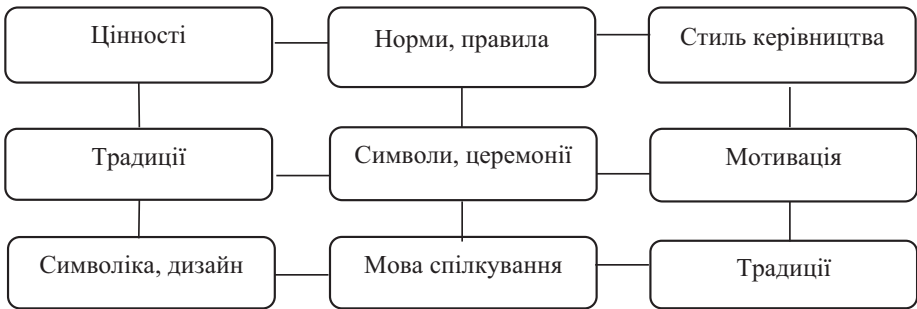 Цінності
Норми, правила
Стиль керівництва
Традиції
Символи, церемонії
Мотивація
Символіка, дизайн
Мова спілкування
Традиції